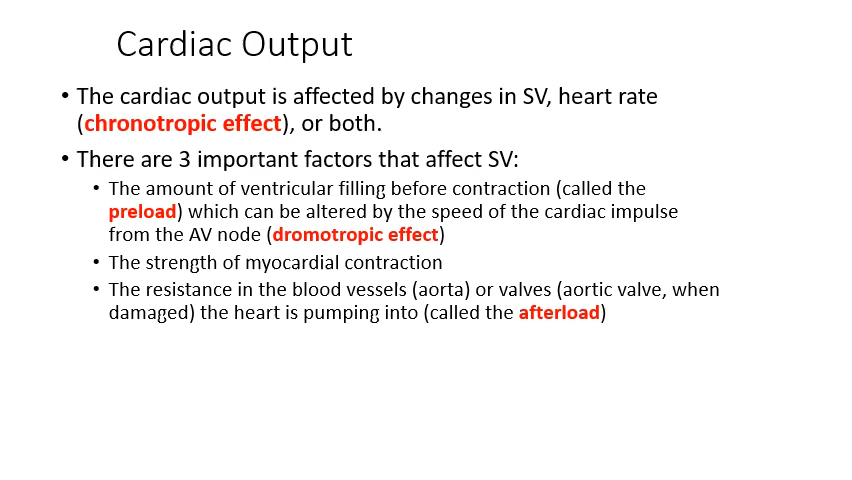 Cardiac Output
• The cardiac output is affected by changes in SV, heart rate
(chronotropic effect), or both.
• There are 3 important factors that affect SV:
• The amount of ventricular filling before contraction (called the
preload) which can be altered by the speed of the cardiac impulse
from the AV node (dromotropic effect)
• The strength of myocardial contraction
• The resistance in the blood vessels (aorta) or valves (aortic valve, when
damaged) the heart is pumping into (called the afterload)